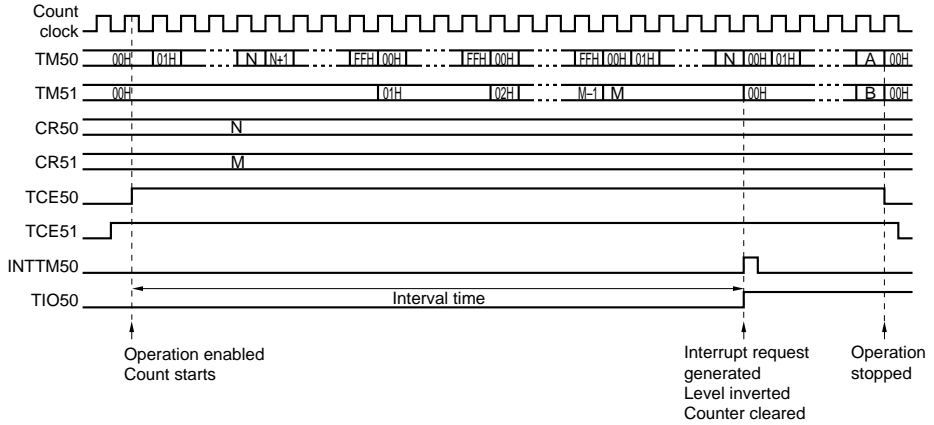 Count
clock
TM50 00H 01H N N+1 FFH 00H FFH 00H FFH 00H 01H N 00H 01H A 00H
TM51 00H 01H 02H M−1 M 00H B 00H
CR50 N
CR51 M
TCE50
TCE51
INTTM50
TIO50 Interval time
Operation enabled
Count starts
Interrupt request
generated
Level inverted
Counter cleared
Operation
stopped